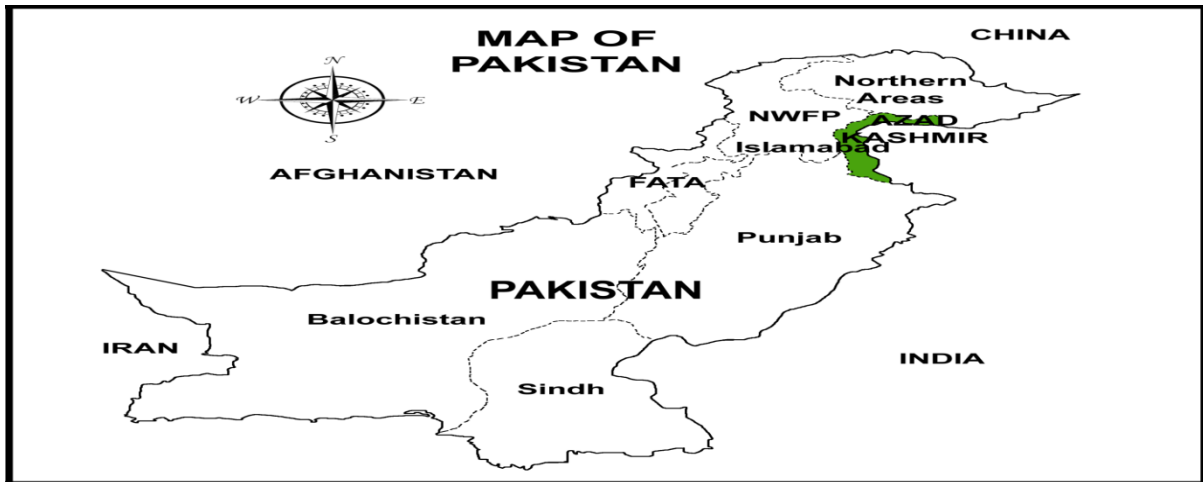 MAP OF
PAKISTAN
CHINA
N
W
E
S
Northern
Areas
NWFP
AZAD
KASHMIR
Islamabad
AFGHANISTAN
FATA
Punjab
PAKISTAN
Balochistan
IRAN
INDIA
Sindh